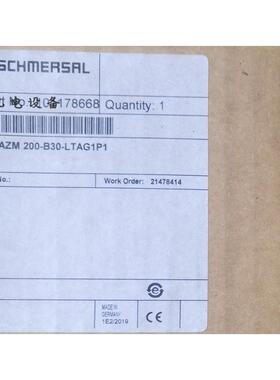 SCHMERSAL
电设备
178668 Quantity: 1
AZM 200-B30-LTAG1P1
No.:
Work Order: 21478414
MADE IN
GERMANY
1E2/2019
CE